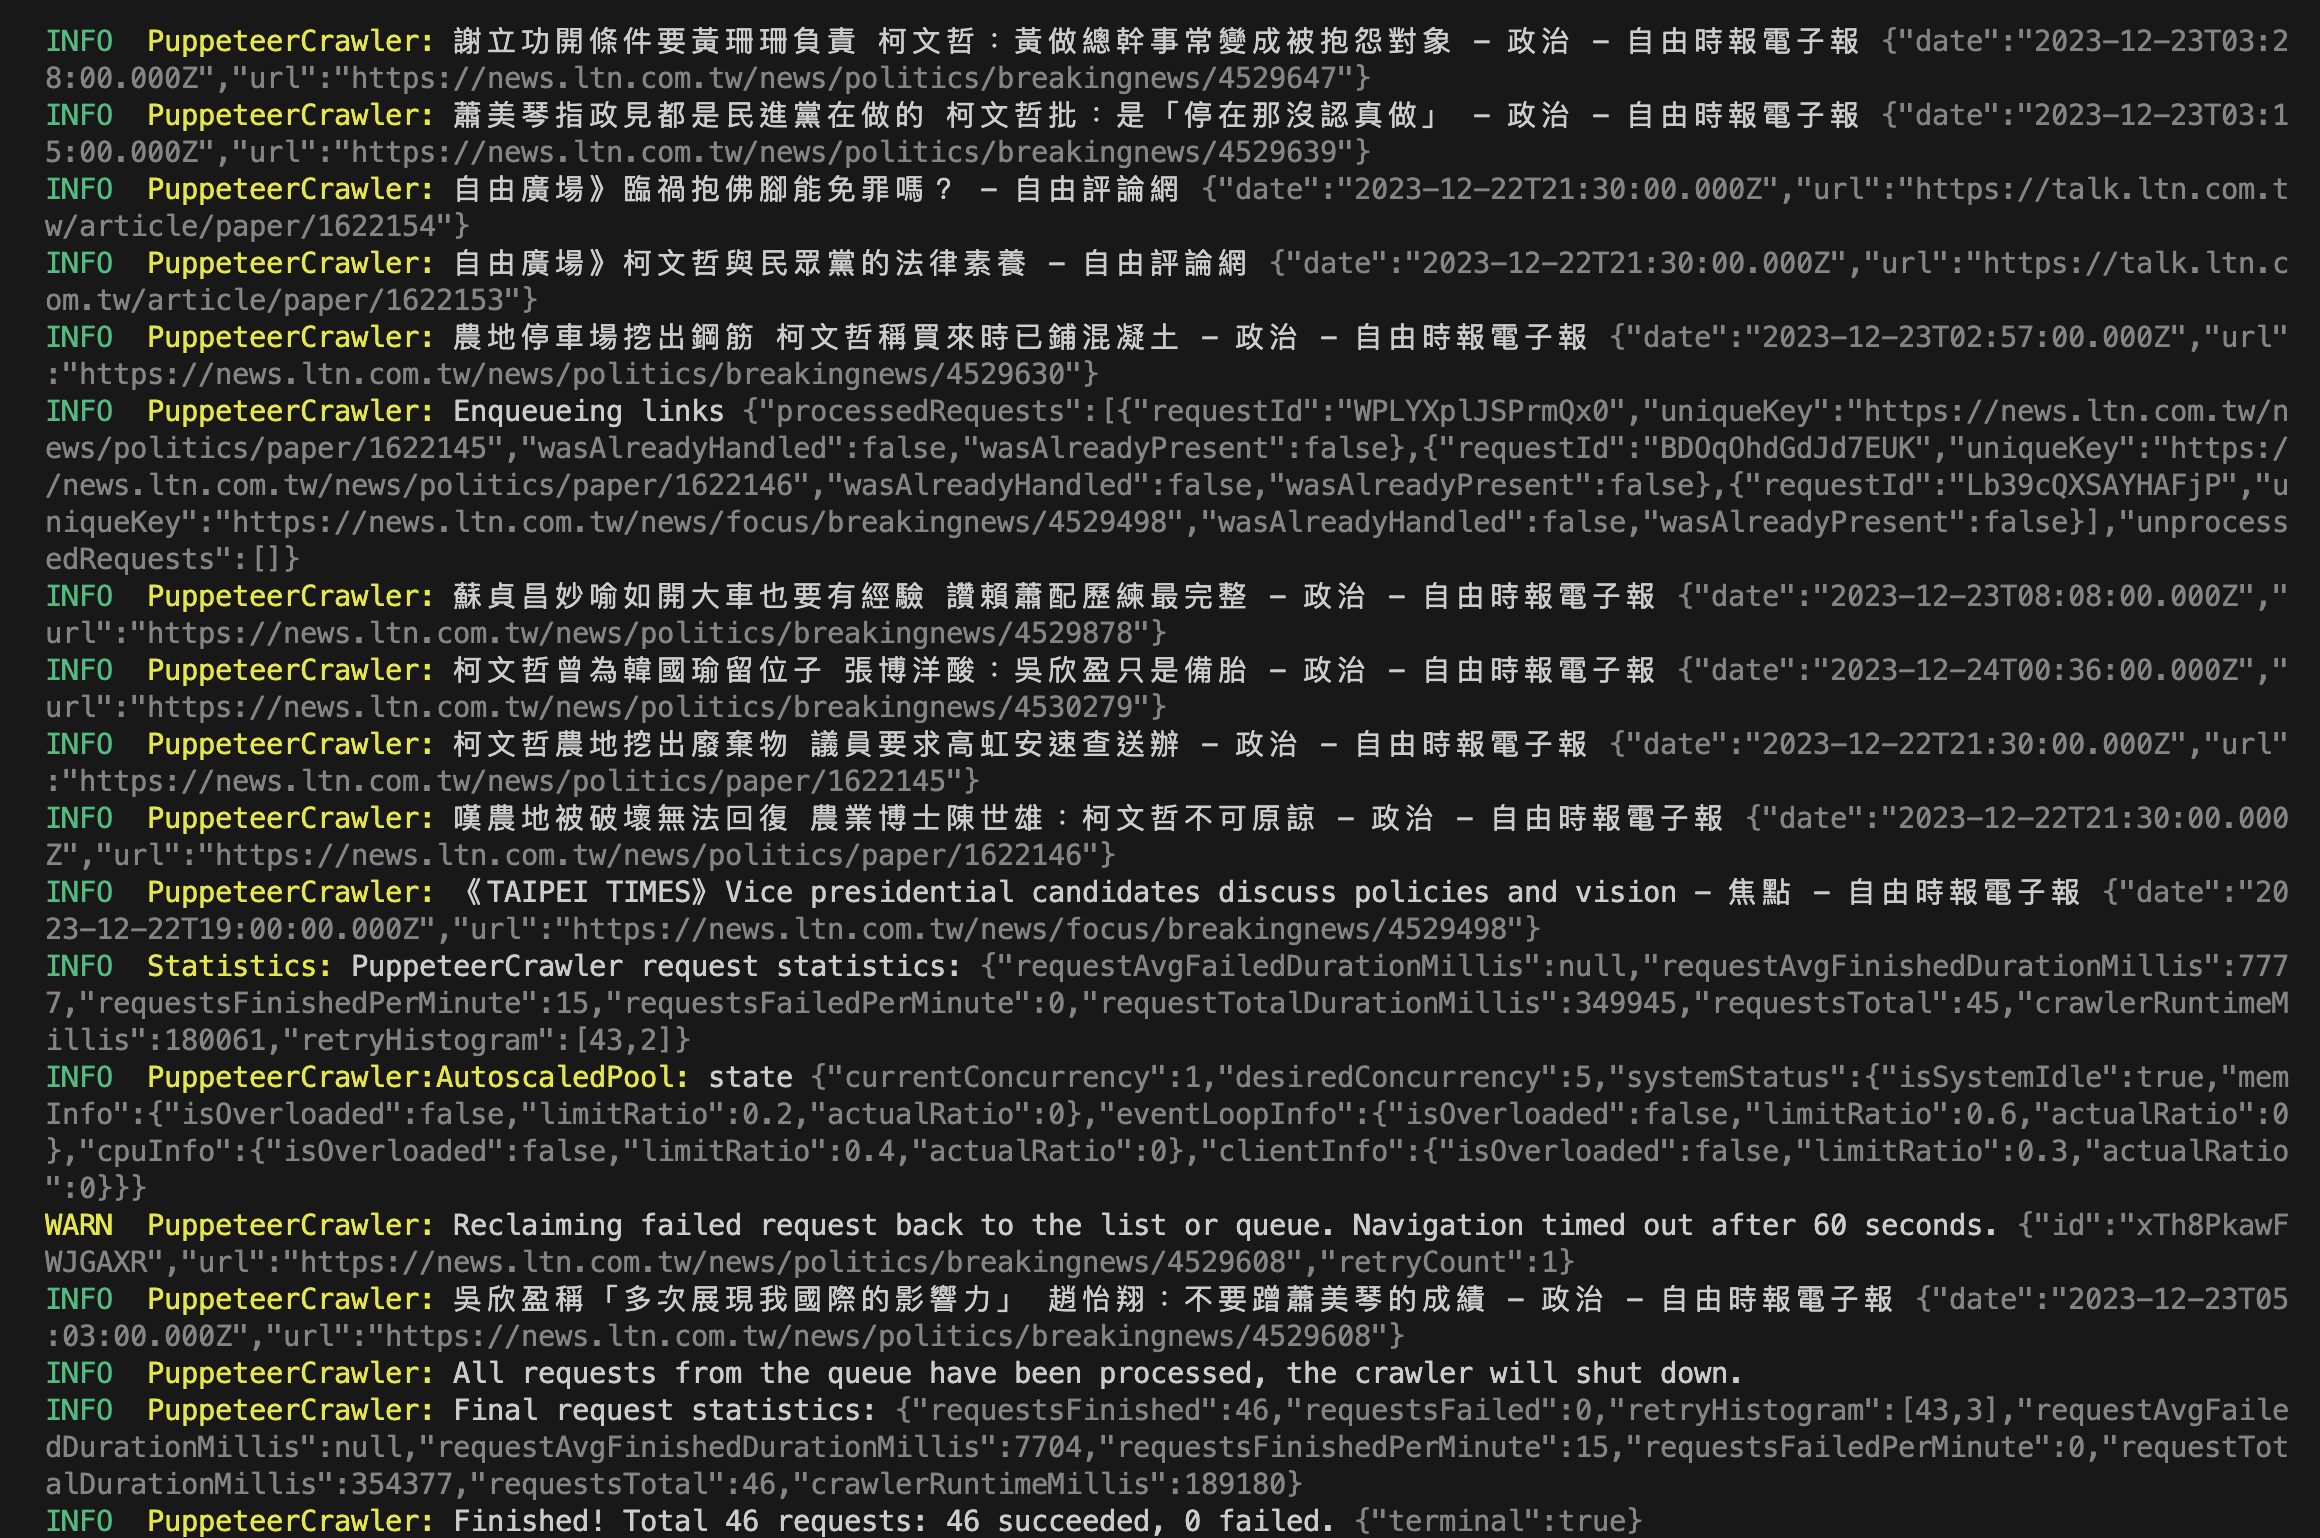 INFO  PuppeteerCrawler: 謝立功開條件要黃珊珊負責 柯文哲：黃做總幹事常變成被抱怨對象 - 政治 - 自由時報電子報 {"date":"2023-12-23T03:2
8:00.000Z","url":"https://news.ltn.com.tw/news/politics/breakingnews/4529647"}
INFO  PuppeteerCrawler: 蕭美琴指政見都是民進黨在做的 柯文哲批：是「停在那沒認真做」 - 政治 - 自由時報電子報 {"date":"2023-12-23T03:1
5:00.000Z","url":"https://news.ltn.com.tw/news/politics/breakingnews/4529639"}
INFO  PuppeteerCrawler: 自由廣場》臨禍抱佛腳能免罪嗎？ - 自由評論網 {"date":"2023-12-22T21:30:00.000Z","url":"https://talk.ltn.com.t
w/article/paper/1622154"}
INFO  PuppeteerCrawler: 自由廣場》柯文哲與民眾黨的法律素養 - 自由評論網 {"date":"2023-12-22T21:30:00.000Z","url":"https://talk.ltn.c
om.tw/article/paper/1622153"}
INFO  PuppeteerCrawler: 農地停車場挖出鋼筋 柯文哲稱買來時已鋪混凝土 - 政治 - 自由時報電子報 {"date":"2023-12-23T02:57:00.000Z","url"
:"https://news.ltn.com.tw/news/politics/breakingnews/4529630"}
INFO  PuppeteerCrawler: Enqueueing links {"processedRequests":[{"requestId":"WPLYXplJSPrmQx0","uniqueKey":"https://news.ltn.com.tw/n
ews/politics/paper/1622145","wasAlreadyHandled":false,"wasAlreadyPresent":false},{"requestId":"BDOqOhdGdJd7EUK","uniqueKey":"https:/
/news.ltn.com.tw/news/politics/paper/1622146","wasAlreadyHandled":false,"wasAlreadyPresent":false},{"requestId":"Lb39cQXSAYHAFjP","u
niqueKey":"https://news.ltn.com.tw/news/focus/breakingnews/4529498","wasAlreadyHandled":false,"wasAlreadyPresent":false}],"unprocess
edRequests":[]}
INFO  PuppeteerCrawler: 蘇貞昌妙喻如開大車也要有經驗 讚賴蕭配歷練最完整 - 政治 - 自由時報電子報 {"date":"2023-12-23T08:08:00.000Z","
url":"https://news.ltn.com.tw/news/politics/breakingnews/4529878"}
INFO  PuppeteerCrawler: 柯文哲曾為韓國瑜留位子 張博洋酸：吳欣盈只是備胎 - 政治 - 自由時報電子報 {"date":"2023-12-24T00:36:00.000Z","
url":"https://news.ltn.com.tw/news/politics/breakingnews/4530279"}
INFO  PuppeteerCrawler: 柯文哲農地挖出廢棄物 議員要求高虹安速查送辦 - 政治 - 自由時報電子報 {"date":"2023-12-22T21:30:00.000Z","url"
:"https://news.ltn.com.tw/news/politics/paper/1622145"}
INFO  PuppeteerCrawler: 嘆農地被破壞無法回復 農業博士陳世雄：柯文哲不可原諒 - 政治 - 自由時報電子報 {"date":"2023-12-22T21:30:00.000
Z","url":"https://news.ltn.com.tw/news/politics/paper/1622146"}
INFO  PuppeteerCrawler: 《TAIPEI TIMES》Vice presidential candidates discuss policies and vision - 焦點 - 自由時報電子報 {"date":"20
23-12-22T19:00:00.000Z","url":"https://news.ltn.com.tw/news/focus/breakingnews/4529498"}
INFO  Statistics: PuppeteerCrawler request statistics: {"requestAvgFailedDurationMillis":null,"requestAvgFinishedDurationMillis":777
7,"requestsFinishedPerMinute":15,"requestsFailedPerMinute":0,"requestTotalDurationMillis":349945,"requestsTotal":45,"crawlerRuntimeM
illis":180061,"retryHistogram":[43,2]}
INFO  PuppeteerCrawler:AutoscaledPool: state {"currentConcurrency":1,"desiredConcurrency":5,"systemStatus":{"isSystemIdle":true,"mem
Info":{"isOverloaded":false,"limitRatio":0.2,"actualRatio":0},"eventLoopInfo":{"isOverloaded":false,"limitRatio":0.6,"actualRatio":0
},"cpuInfo":{"isOverloaded":false,"limitRatio":0.4,"actualRatio":0},"clientInfo":{"isOverloaded":false,"limitRatio":0.3,"actualRatio
":0}}}
WARN  PuppeteerCrawler: Reclaiming failed request back to the list or queue. Navigation timed out after 60 seconds. {"id":"xTh8PkawF
WJGAXR","url":"https://news.ltn.com.tw/news/politics/breakingnews/4529608","retryCount":1}
INFO  PuppeteerCrawler: 吳欣盈稱「多次展現我國際的影響力」 趙怡翔：不要蹭蕭美琴的成績 - 政治 - 自由時報電子報 {"date":"2023-12-23T05
:03:00.000Z","url":"https://news.ltn.com.tw/news/politics/breakingnews/4529608"}
INFO  PuppeteerCrawler: All requests from the queue have been processed, the crawler will shut down.
INFO  PuppeteerCrawler: Final request statistics: {"requestsFinished":46,"requestsFailed":0,"retryHistogram":[43,3],"requestAvgFaile
dDurationMillis":null,"requestAvgFinishedDurationMillis":7704,"requestsFinishedPerMinute":15,"requestsFailedPerMinute":0,"requestTot
alDurationMillis":354377,"requestsTotal":46,"crawlerRuntimeMillis":189180}
INFO  PuppeteerCrawler: Finished! Total 46 requests: 46 succeeded, 0 failed. {"terminal":true}